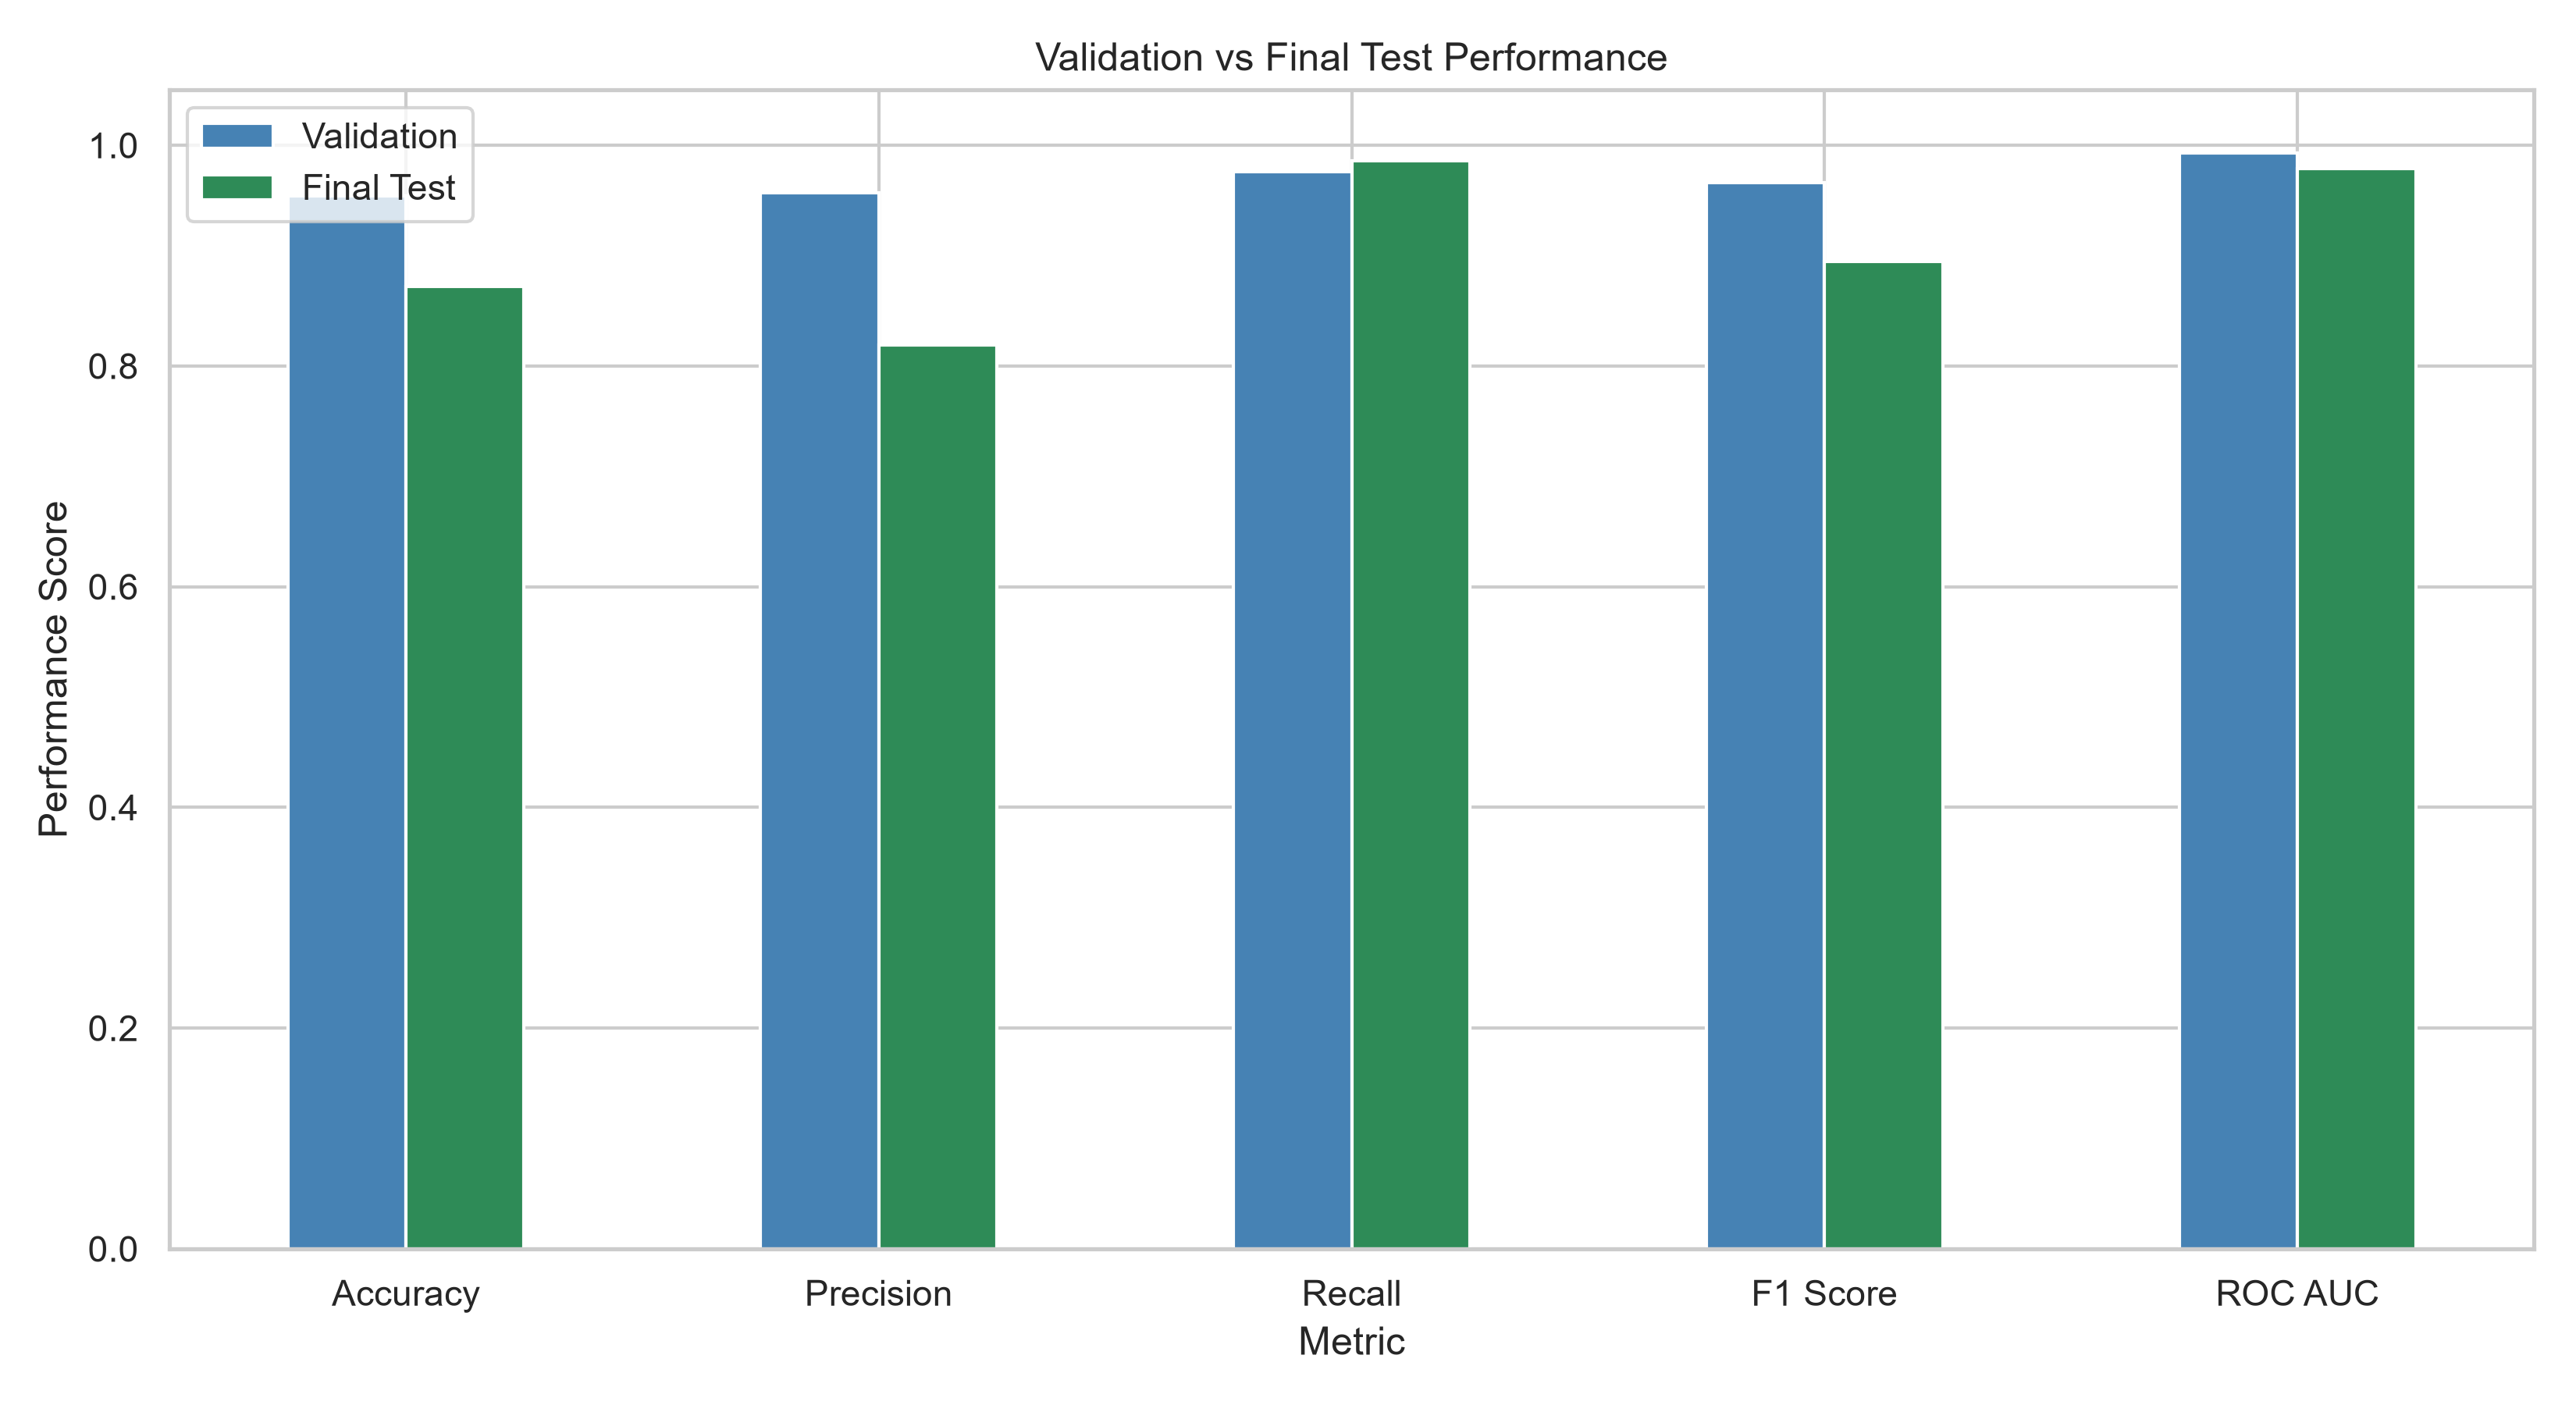 Validation vs Final Test Performance
Validation
Final Test
1.0
0.8
0.6
0.4
0.2
0.0
Performance Score
Accuracy
Precision
Recall
F1 Score
ROC AUC
Metric